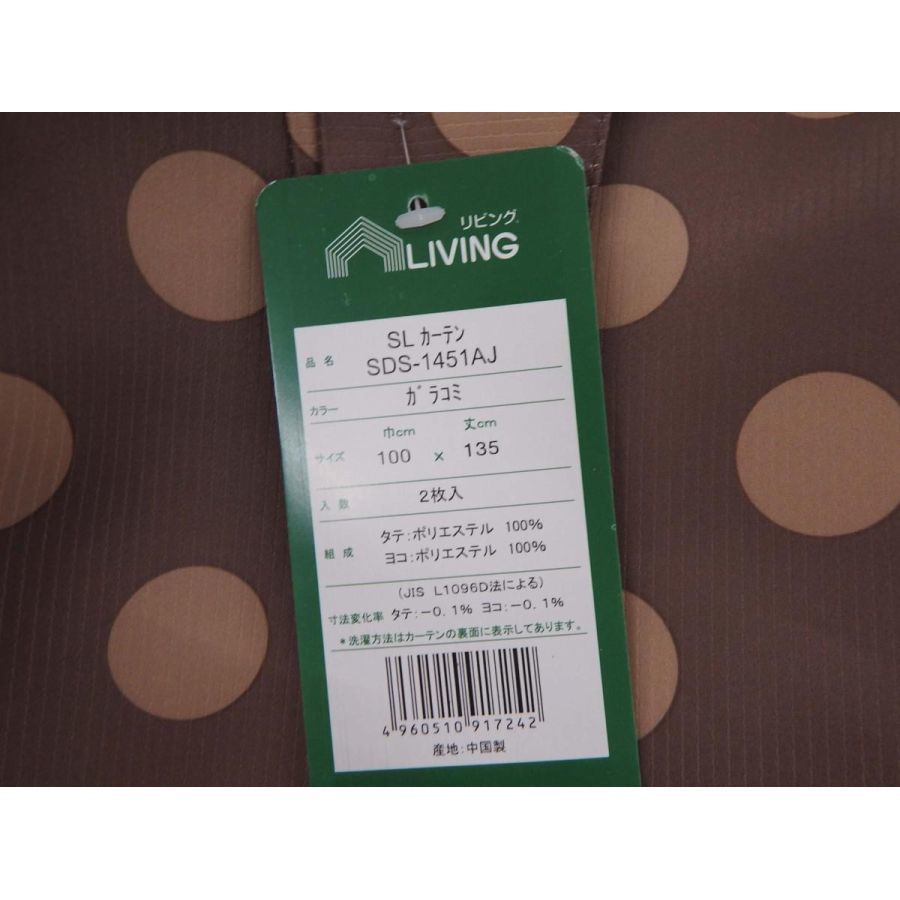 リビング
LIVING
品名 SL カーテン
SDS-1451AJ
カラー ガラコミ
巾cm 丈cm
サイズ 100 × 135
入数 2枚入
組成 タテ:ポリエステル 100%
ヨコ:ポリエステル 100%
(JIS L1096D法による)
寸法変化率 タテ:-0.1% ヨコ:-0.1%
*洗濯方法はカーテンの裏面に表示してあります。
4 960510 917242
産地:中国製